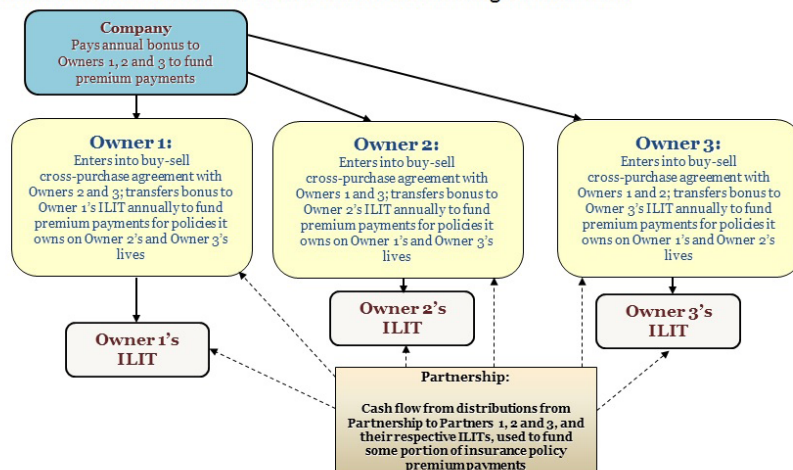 Company
Pays annual bonus to
Owners 1, 2 and 3 to fund
premium payments
Owner 1:
Enters into buy-sell
cross-purchase agreement with
Owners 2 and 3; transfers bonus to
Owner 1's ILIT annually to fund
premium payments for policies it
owns on Owner 2's and Owner 3's
lives
Owner 2:
Enters into buy-sell
cross-purchase agreement with
Owners 1 and 3; transfers bonus to
Owner 2's ILIT annually to fund
premium payments for policies it
owns on Owner 1's and Owner 3's
lives
Owner 3:
Enters into buy-sell
cross-purchase agreement with
Owners 1 and 2; transfers bonus to
Owner 3's ILIT annually to fund
premium payments for policies it
owns on Owner 1's and Owner 2's
lives
Owner 1's
ILIT
Owner 2's
ILIT
Owner 3's
ILIT
Partnership:
Cash flow from distributions from
Partnership to Partners 1, 2 and 3, and
their respective ILITs, used to fund
some portion of insurance policy
premium payments